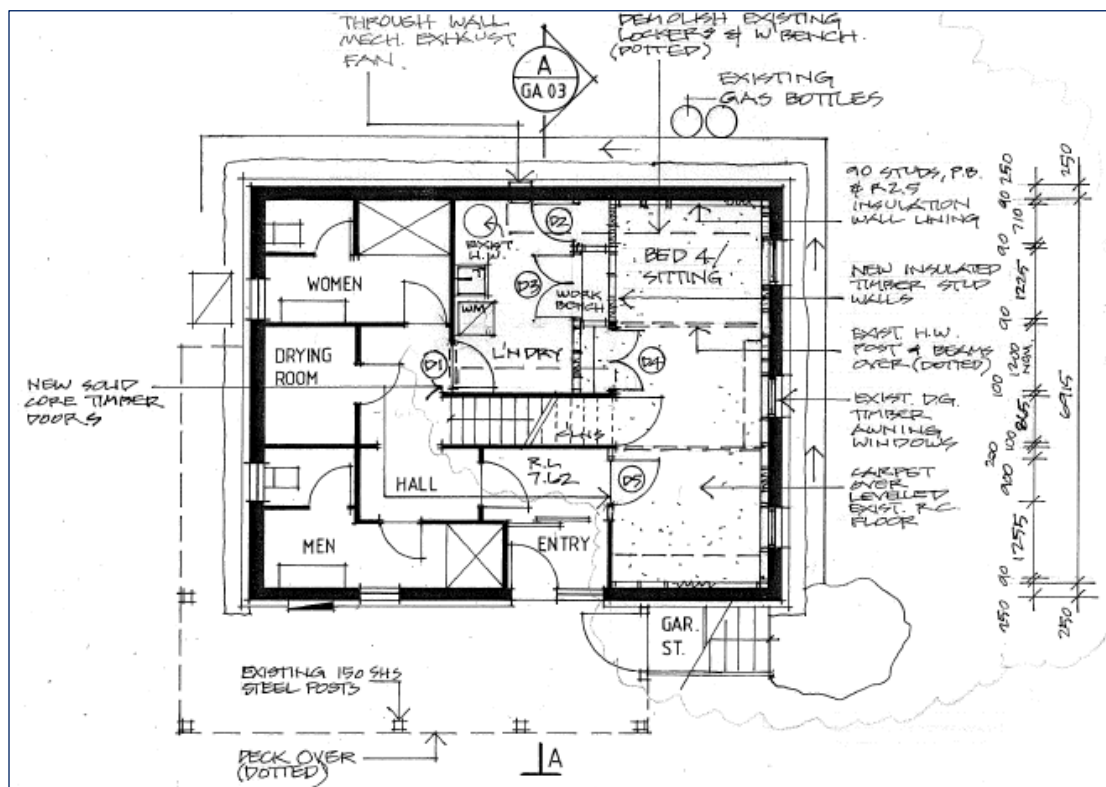 THROUGH WALL
MECH. EXHAUST
FAN.
A
GA 03
DEMOLISH EXISTING
LOCKERS & W'BENCH.
(DOTTED)
EXISTING
GAS BOTTLES
90 STUDS, P.B.
& R2.5
INSULATION
WALL LINING
NEW INSULATED
TIMBER STUD
WALLS
EXIST. H.W.
POST & BEAMS
OVER (DOTTED)
EXIST. D.G.
TIMBER
AWNING
WINDOWS
CARPET
OVER
LEVELLED
EXIST. R.C.
FLOOR
250
90
710
90
1225
90
1200
NOM.
100
865
100
200
900
1255
90
250
250
6915
250
EXIST
H.W.
D2
BED 4/
SITTING
WOMEN
T
D3
WORK
BENCH
WM
L'NDRY
DRYING
ROOM
D1
D4
NEW SOLID
CORE TIMBER
DOORS
HALL
R.L
7.62
D5
MEN
ENTRY
GAR.
ST.
EXISTING 150 SHS
STEEL POSTS
DECK OVER
(DOTTED)
A